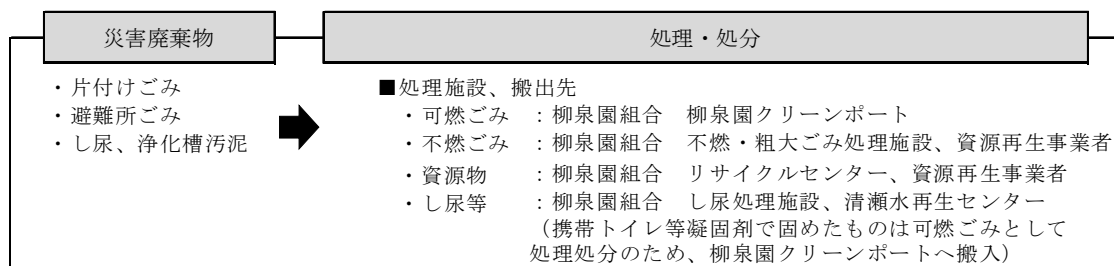 災害廃棄物
処理・処分
・片付けごみ
・避難所ごみ
・し尿、浄化槽汚泥
■処理施設、搬出先
・可燃ごみ ：柳泉園組合 柳泉園クリーンポート
・不燃ごみ ：柳泉園組合 不燃・粗大ごみ処理施設、資源再生事業者
・資源物 ：柳泉園組合 リサイクルセンター、資源再生事業者
・し尿等 ：柳泉園組合 し尿処理施設、清瀬水再生センター
（携帯トイレ等凝固剤で固めたものは可燃ごみとして
処理処分のため、柳泉園クリーンポートへ搬入）